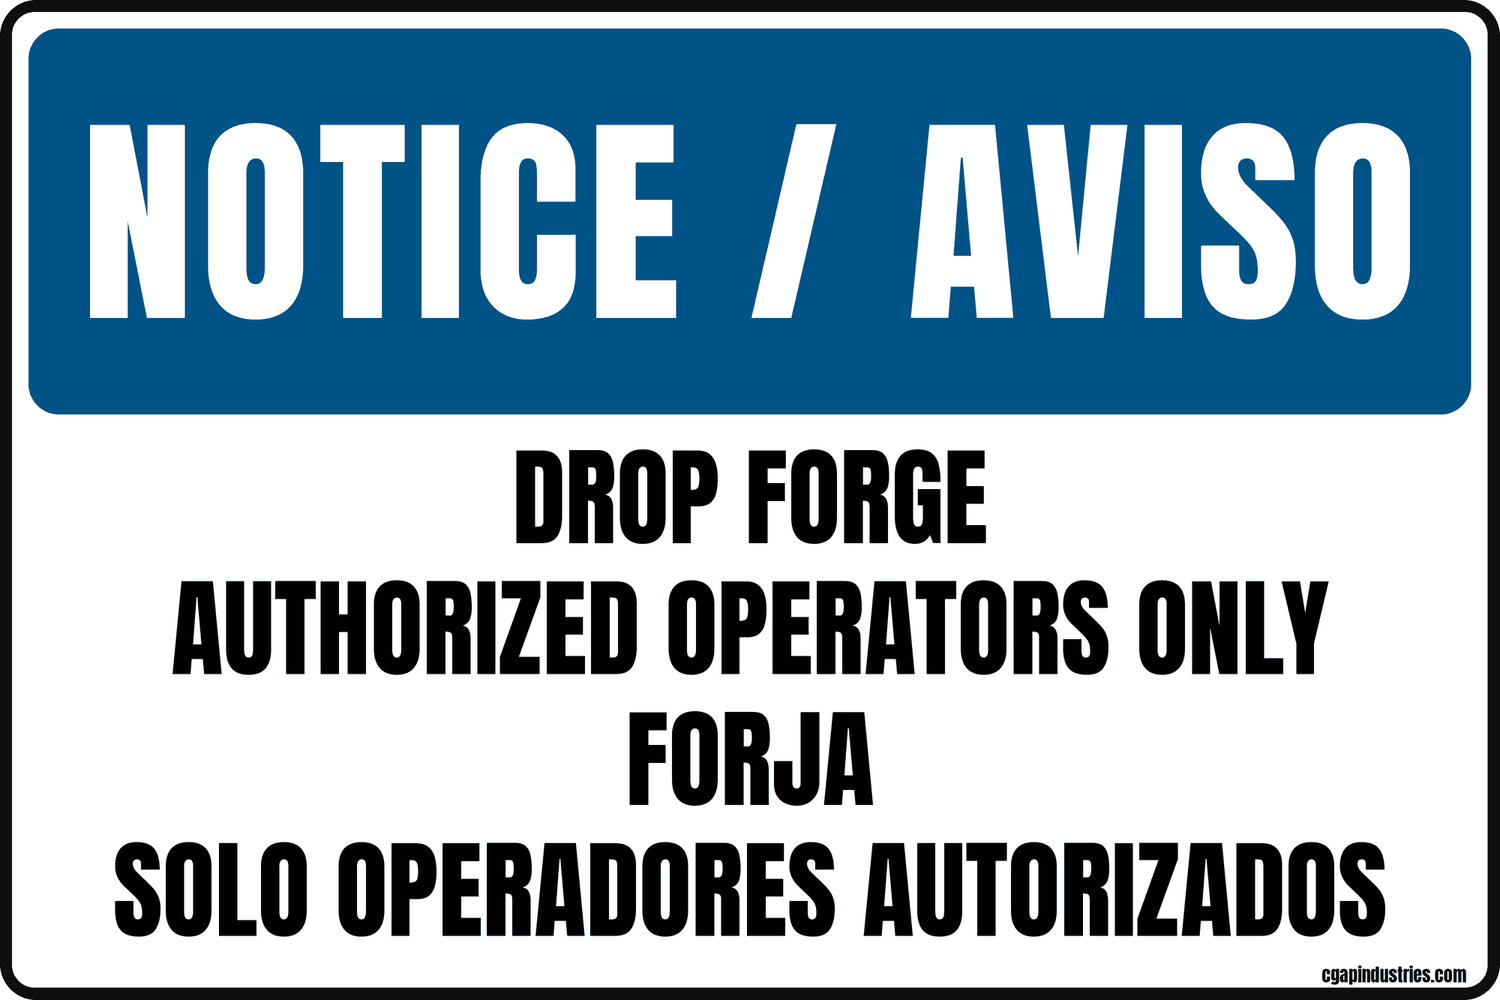 NOTICE / AVISO
DROP FORGE
AUTHORIZED OPERATORS ONLY
FORJA
SOLO OPERADORES AUTORIZADOS
cgapindustries.com